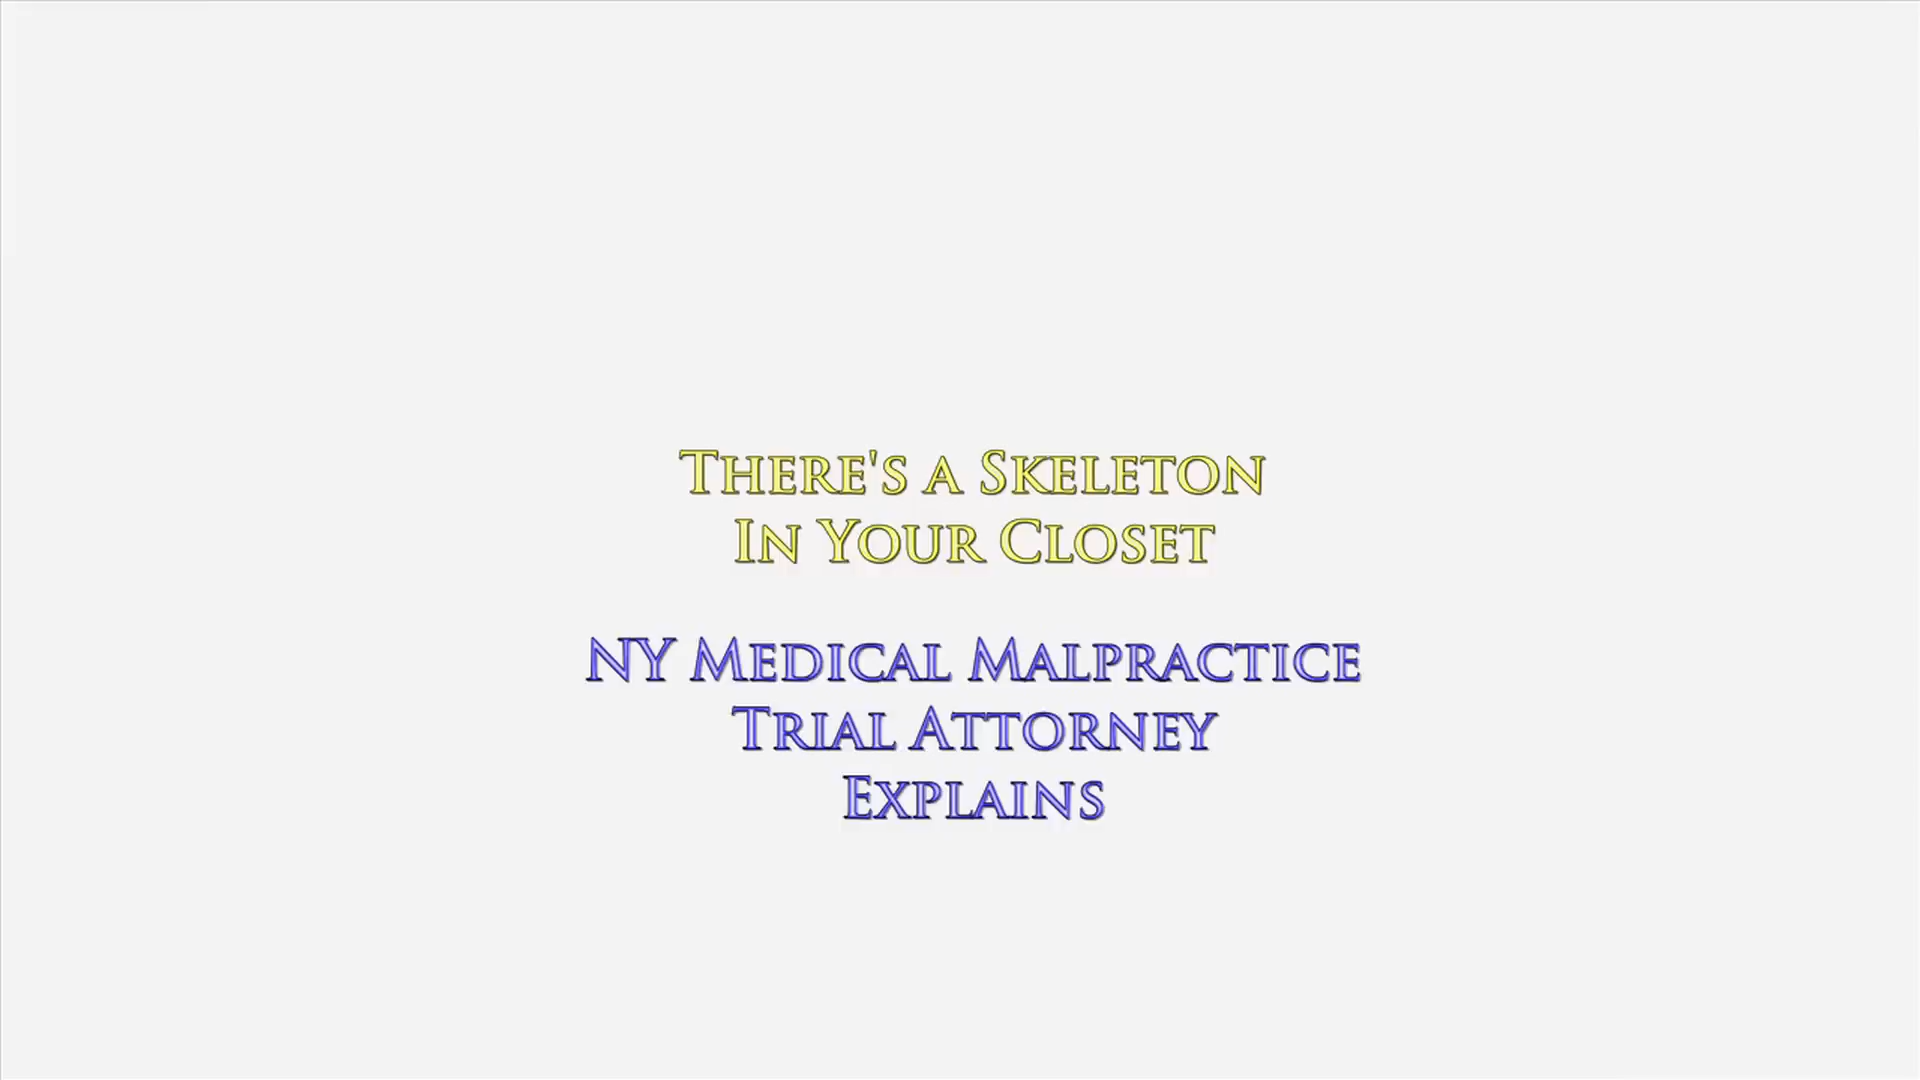 There's a Skeleton
In Your Closet
NY Medical Malpractice
Trial Attorney
Explains